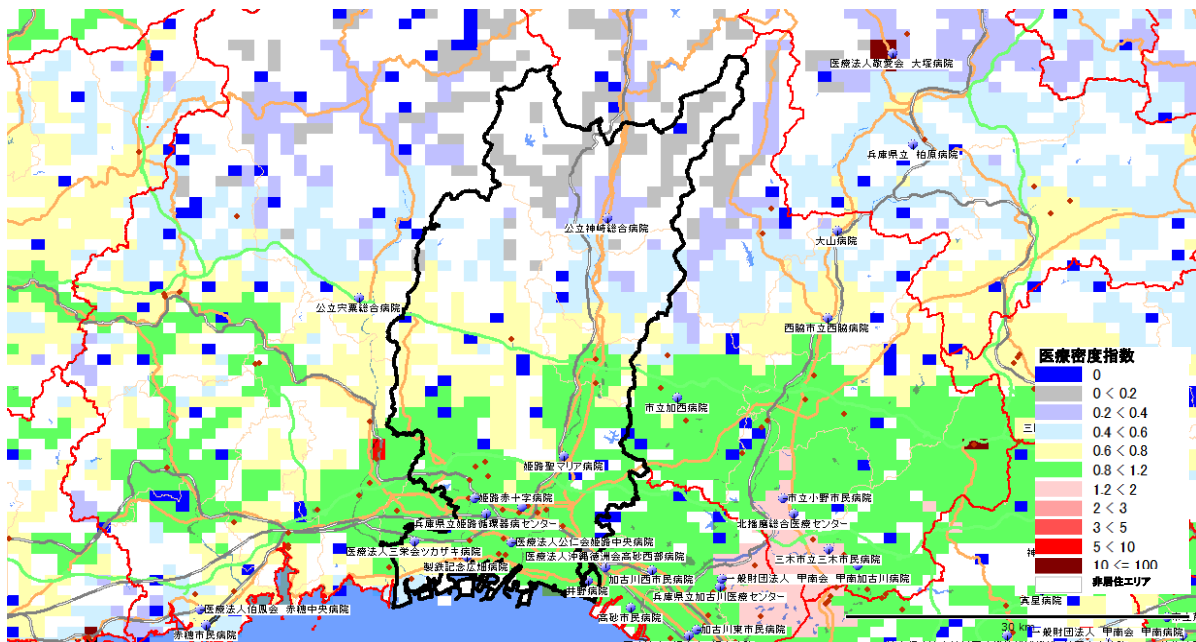 医療法人敬愛会 大塚病院
兵庫県立 柏原病院
公立神崎総合病院
大山病院
公立宍粟総合病院
西脇市立西脇病院
医療密度指数
0
0 < 0.2
0.2 < 0.4
0.4 < 0.6
0.6 < 0.8
0.8 < 1.2
1.2 < 2
2 < 3
3 < 5
5 < 10
10 <= 100
非居住エリア
市立加西病院
三
姫路聖マリア病院
姫路赤十字病院
市立小野市民病院
兵庫県立姫路循環器病センター
北播磨総合医療センター
医療法人三栄会ツカザキ病院
医療法人公仁会姫路中央病院
製鉄記念広畑病院
医療法人沖縄徳洲会高砂西部病院
三木市立三木市民病院
神
加古川西市民病院
一般財団法人 甲南会 甲南加古川病院
井野病院
兵庫県立加古川医療センター
真星病院
医療法人伯鳳会 赤穂中央病院
高砂市民病院
30 km
赤穂市民病院
加古川東市民病院
一般財団法人 甲南会 甲南病院